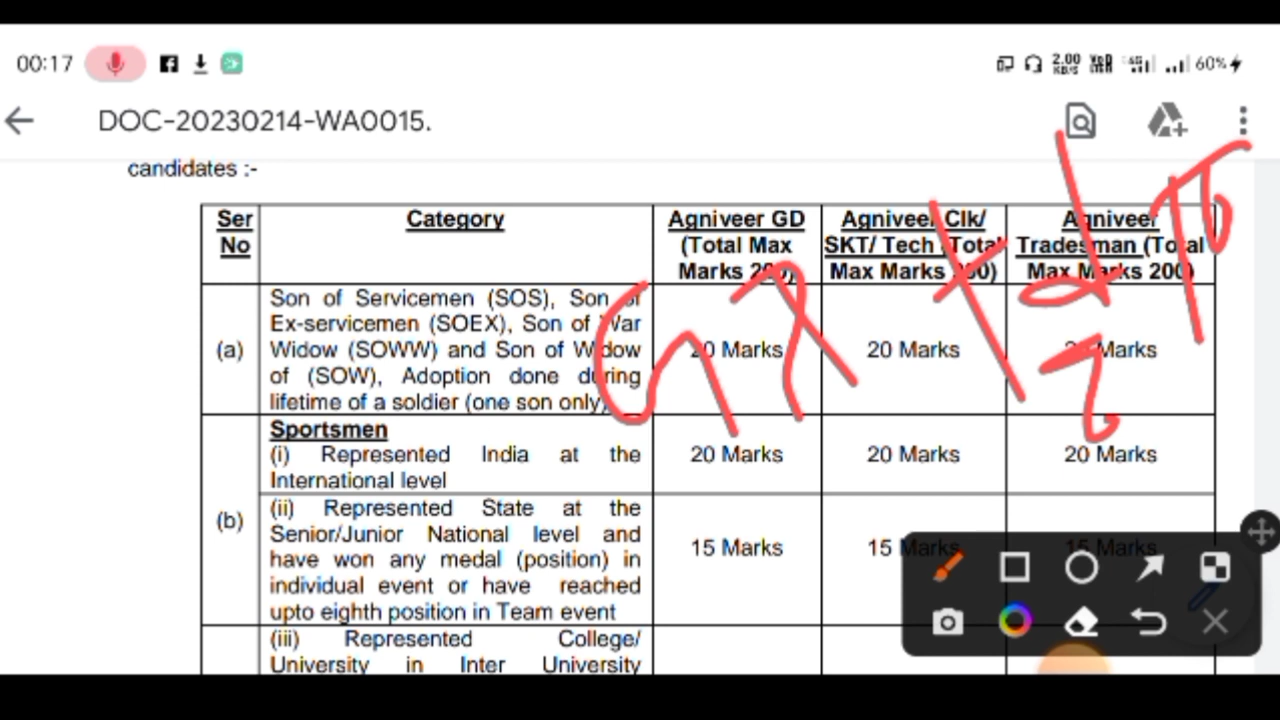 00:17
2.00 KB/S
60%
DOC-20230214-WA0015.
candidates :-
Ser No
Category
Agniveer GD (Total Max Marks 200)
Agniveer Clk/ SKT/ Tech (Total Max Marks 200)
Agniveer Tradesman (Total Max Marks 200)
(a)
Son of Servicemen (SOS), Son of
Ex-servicemen (SOEX), Son of War
Widow (SOWW) and Son of Widow
of (SOW), Adoption done during
lifetime of a soldier (one son only)
20 Marks
20 Marks
20 Marks
(b)
Sportsmen
(i) Represented India at the
International level
20 Marks
20 Marks
20 Marks
(ii) Represented State at the
Senior/Junior National level and
have won any medal (position) in
individual event or have reached
upto eighth position in Team event
15 Marks
15 Marks
15 Marks
(iii) Represented College/
University in Inter University